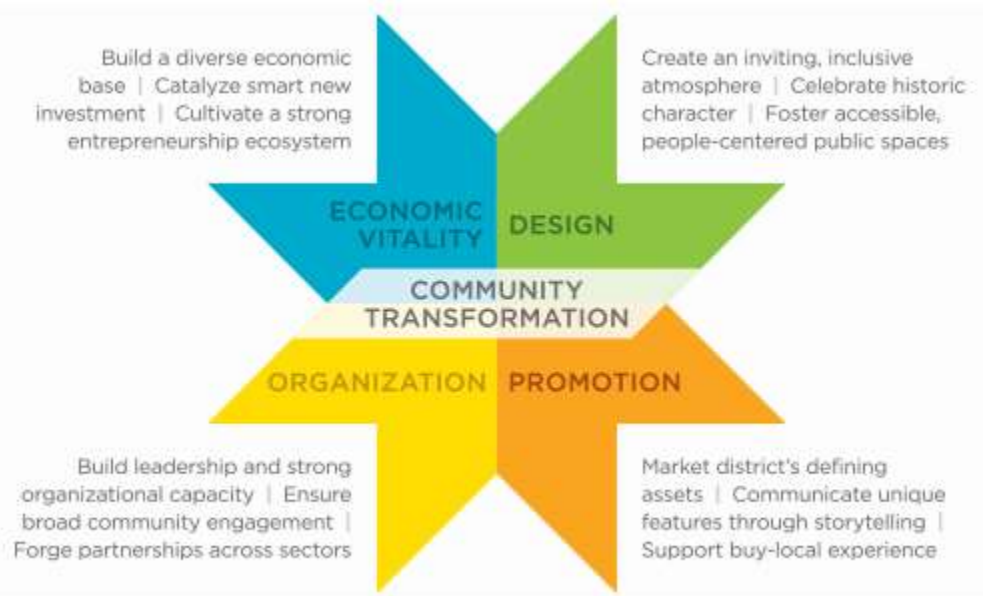 Build a diverse economic
base | Catalyze smart new
investment | Cultivate a strong
entrepreneurship ecosystem
Create an inviting, inclusive
atmosphere | Celebrate historic
character | Foster accessible,
people-centered public spaces
ECONOMIC
VITALITY
DESIGN
COMMUNITY
TRANSFORMATION
ORGANIZATION
PROMOTION
Build leadership and strong
organizational capacity | Ensure
broad community engagement |
Forge partnerships across sectors
Market district's defining
assets | Communicate unique
features through storytelling |
Support buy-local experience